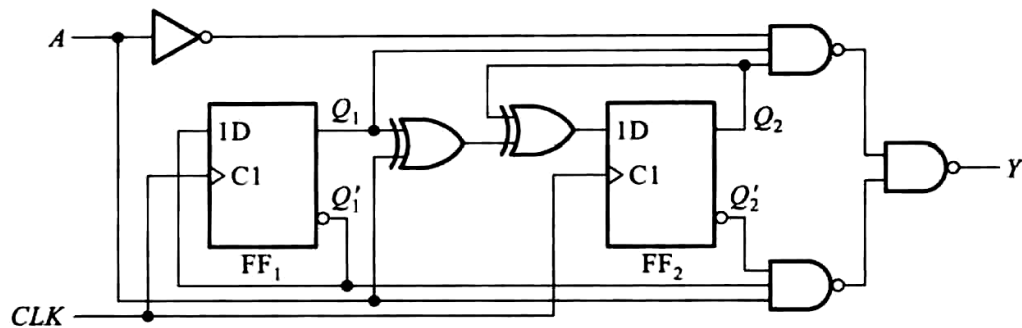 A
Q₁
Q₂
1D
C1
Q₁′
FF₁
1D
C1
Q₂′
FF₂
Y
CLK